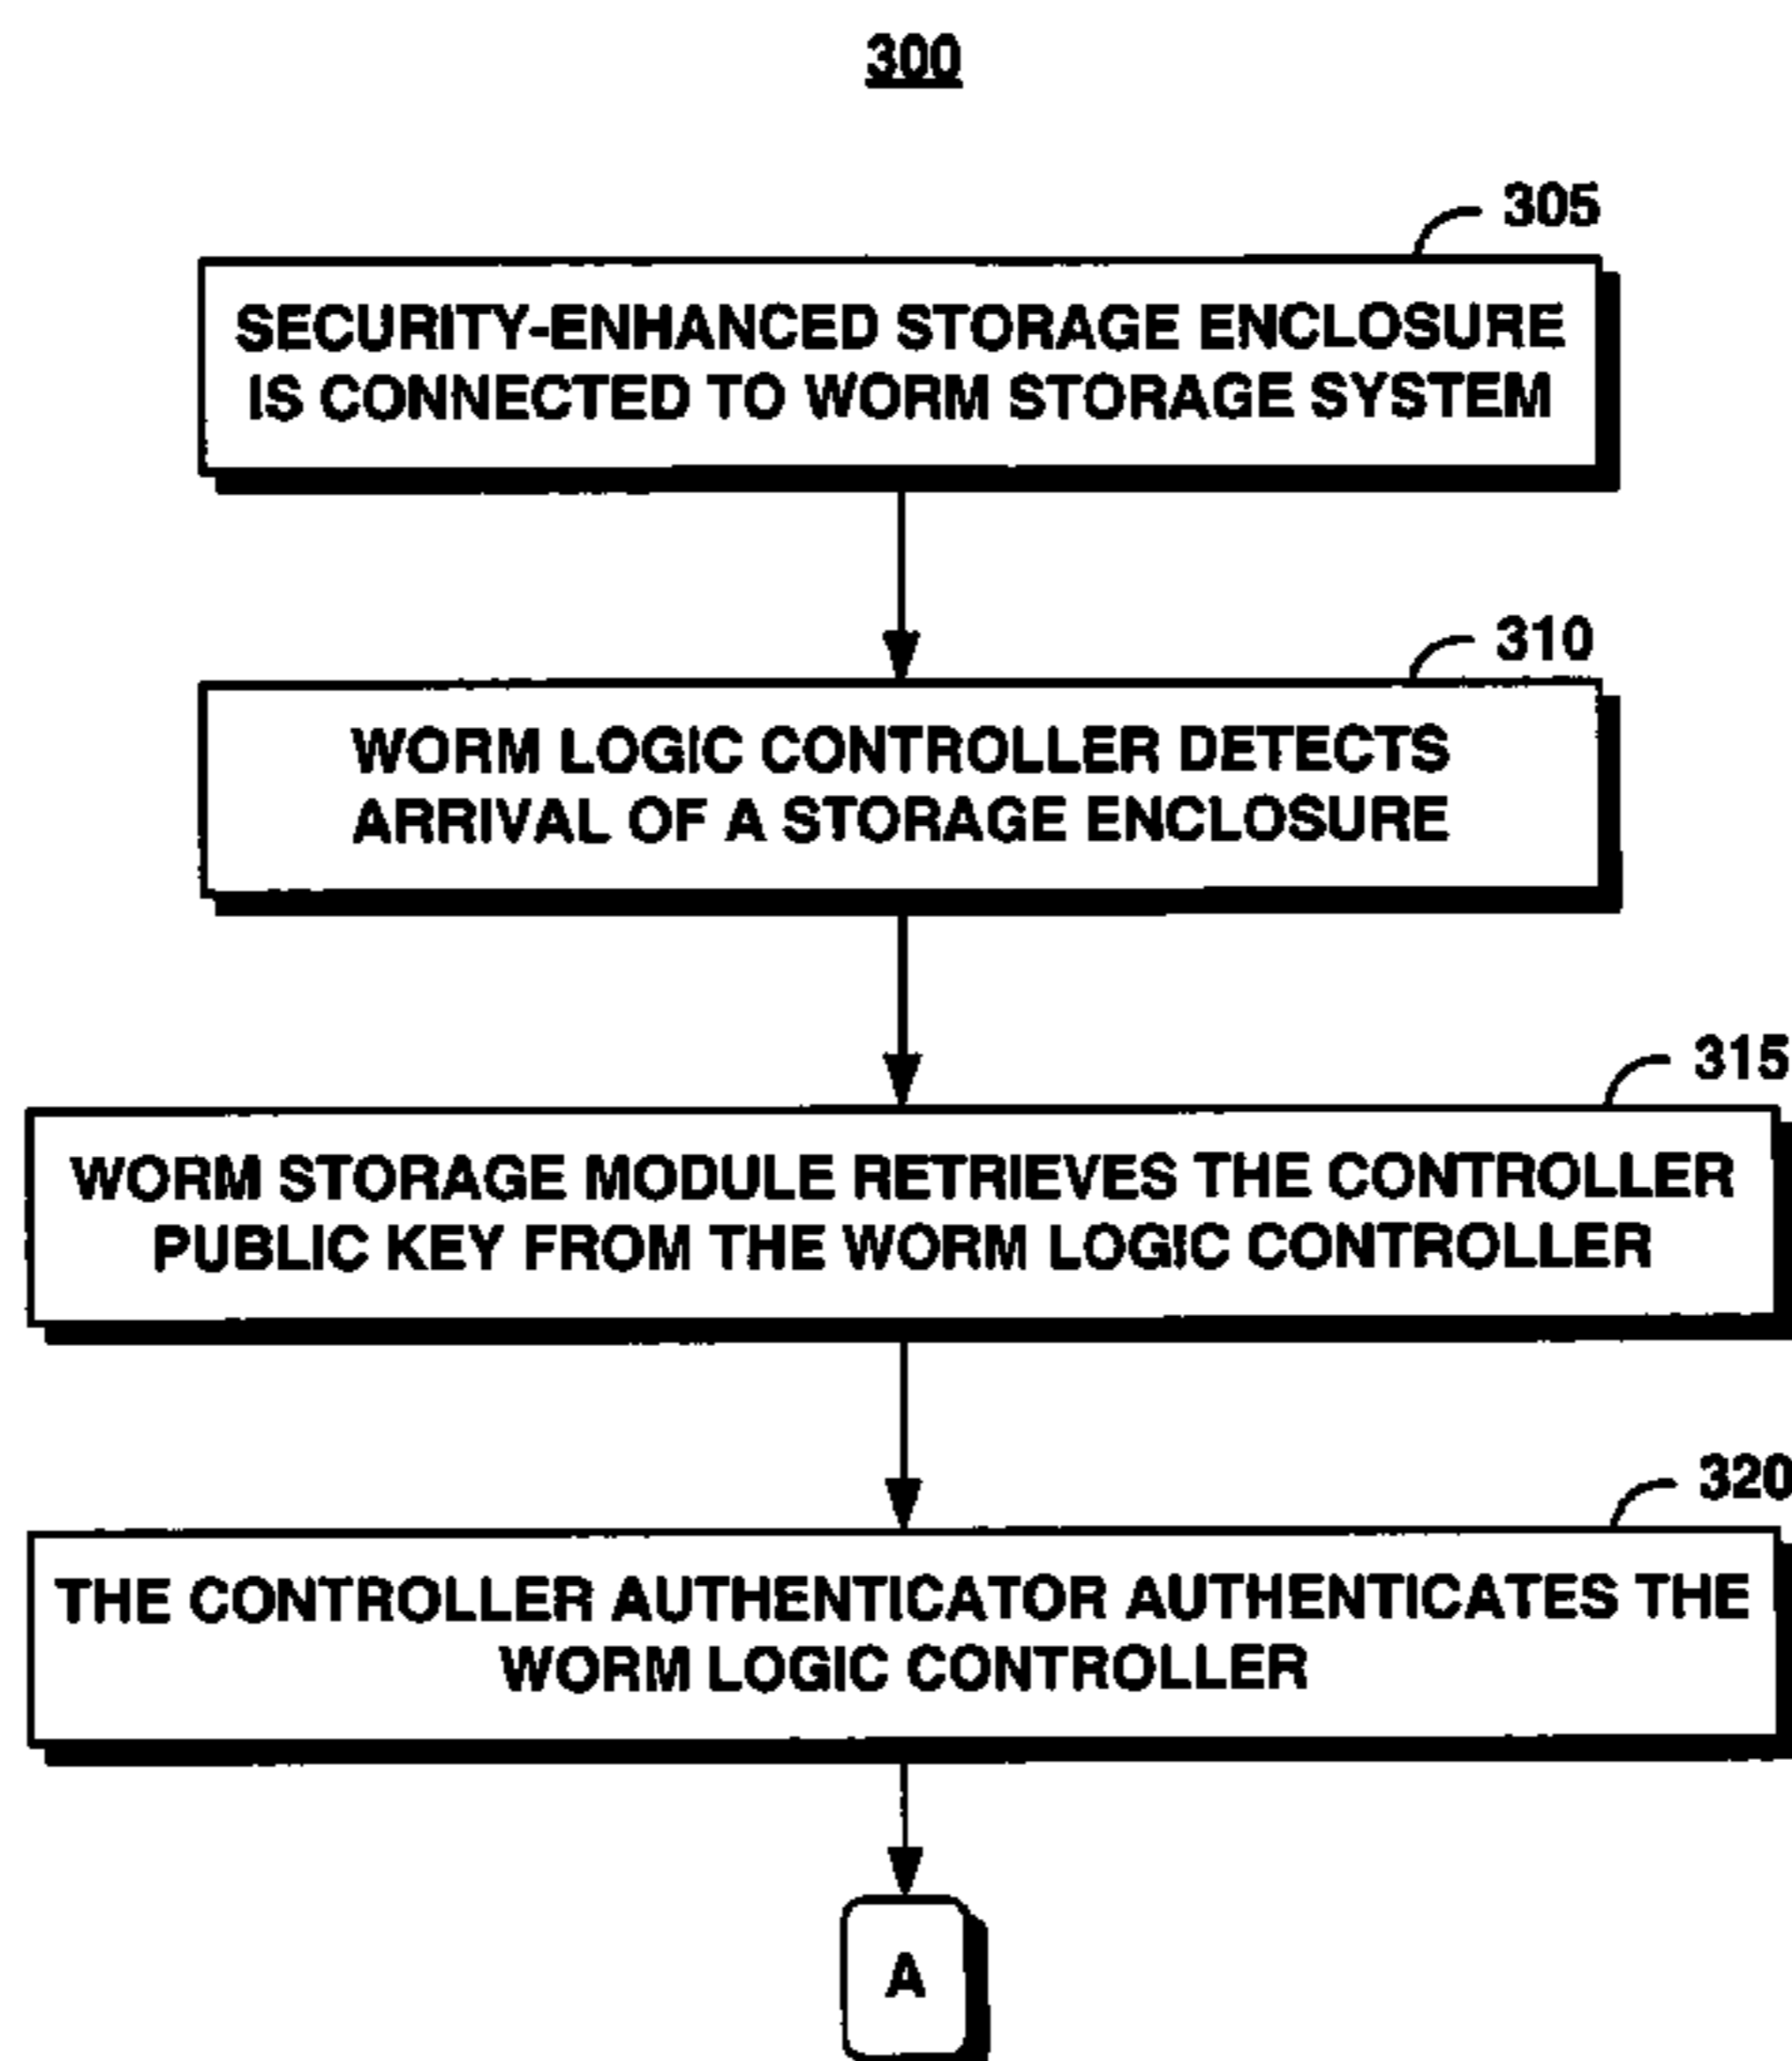 300
305
SECURITY-ENHANCED STORAGE ENCLOSURE
IS CONNECTED TO WORM STORAGE SYSTEM
310
WORM LOGIC CONTROLLER DETECTS
ARRIVAL OF A STORAGE ENCLOSURE
315
WORM STORAGE MODULE RETRIEVES THE CONTROLLER
PUBLIC KEY FROM THE WORM LOGIC CONTROLLER
320
THE CONTROLLER AUTHENTICATOR AUTHENTICATES THE
WORM LOGIC CONTROLLER
A